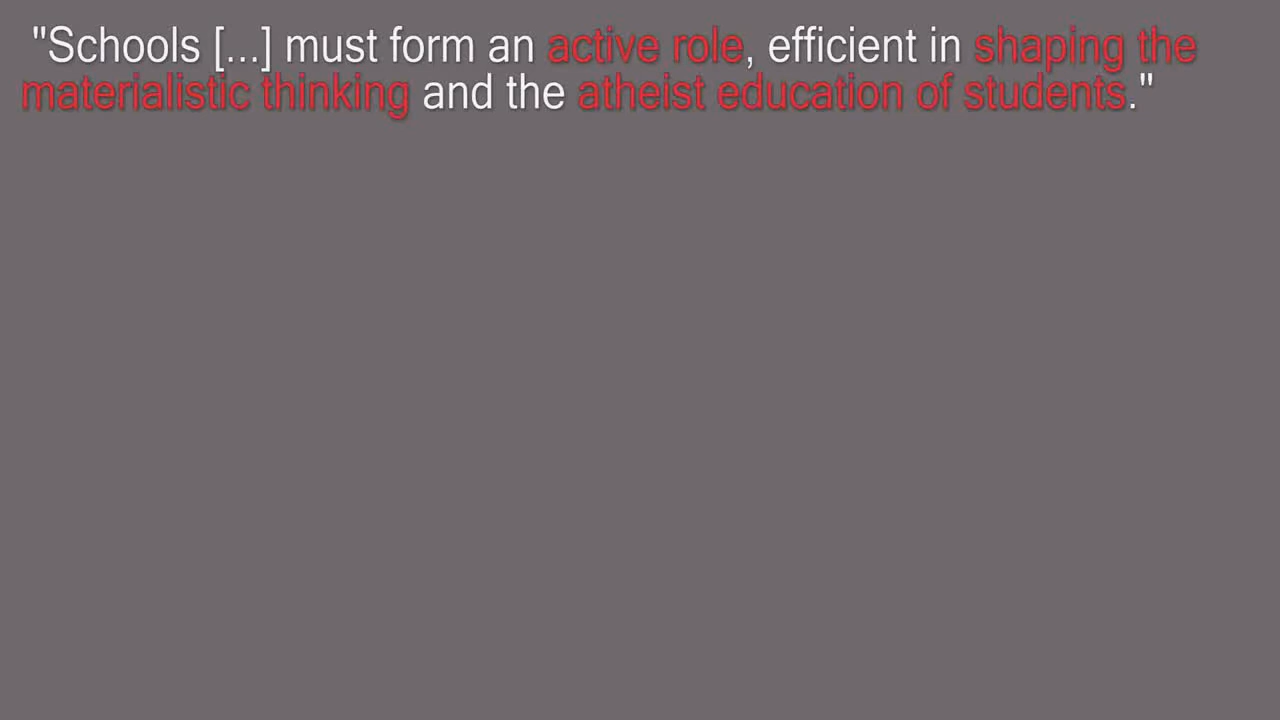 "Schools [...] must form an active role, efficient in shaping the
materialistic thinking and the atheist education of students."